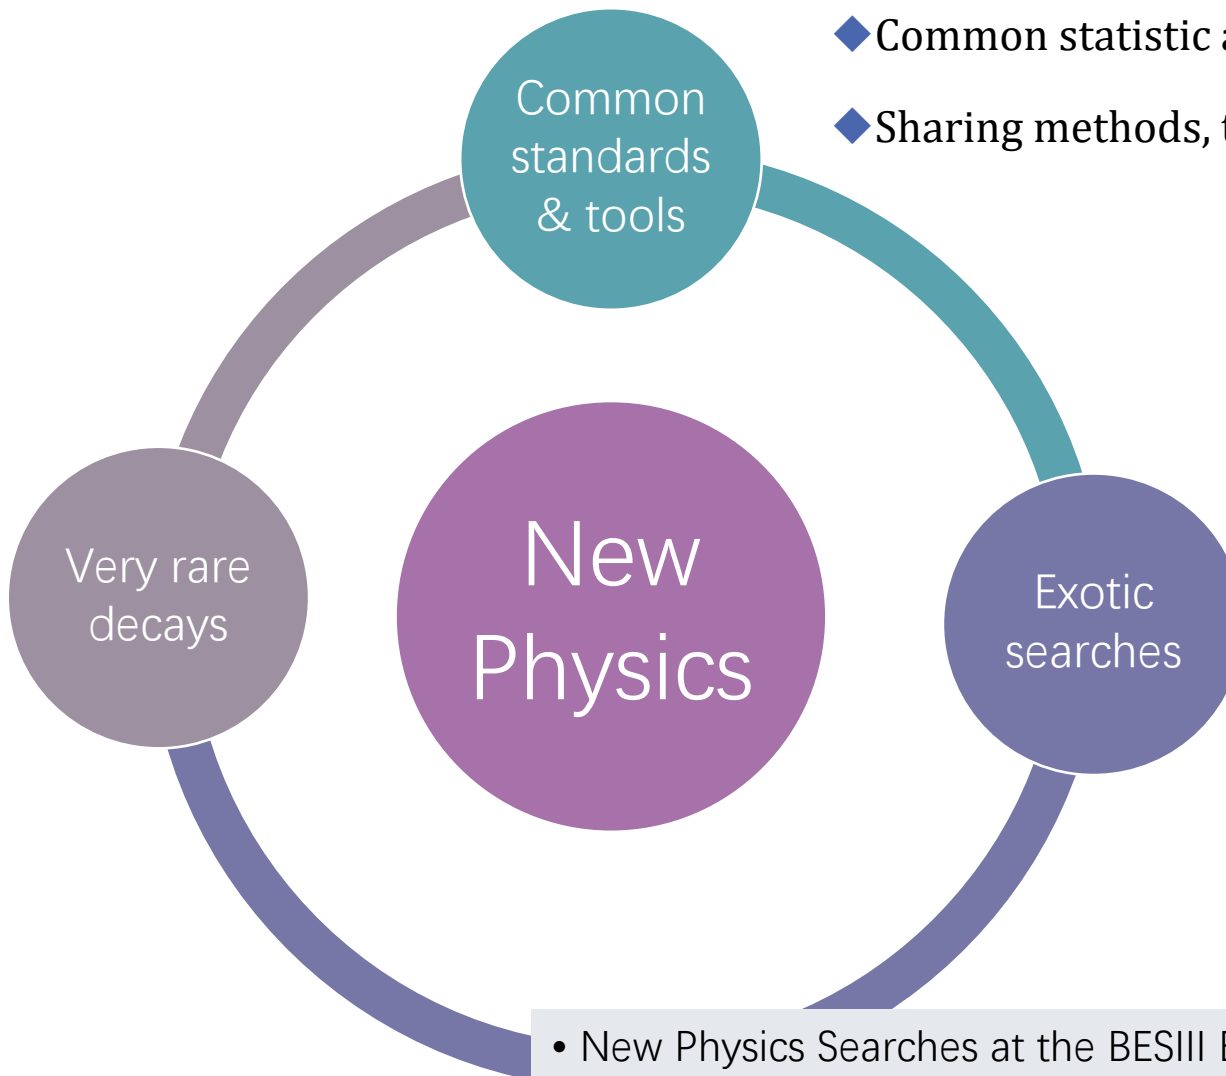 Common statistic
Sharing methods,
Common
standards
& tools
Very rare
decays
New
Physics
Exotic
searches
• New Physics Searches at the BESIII